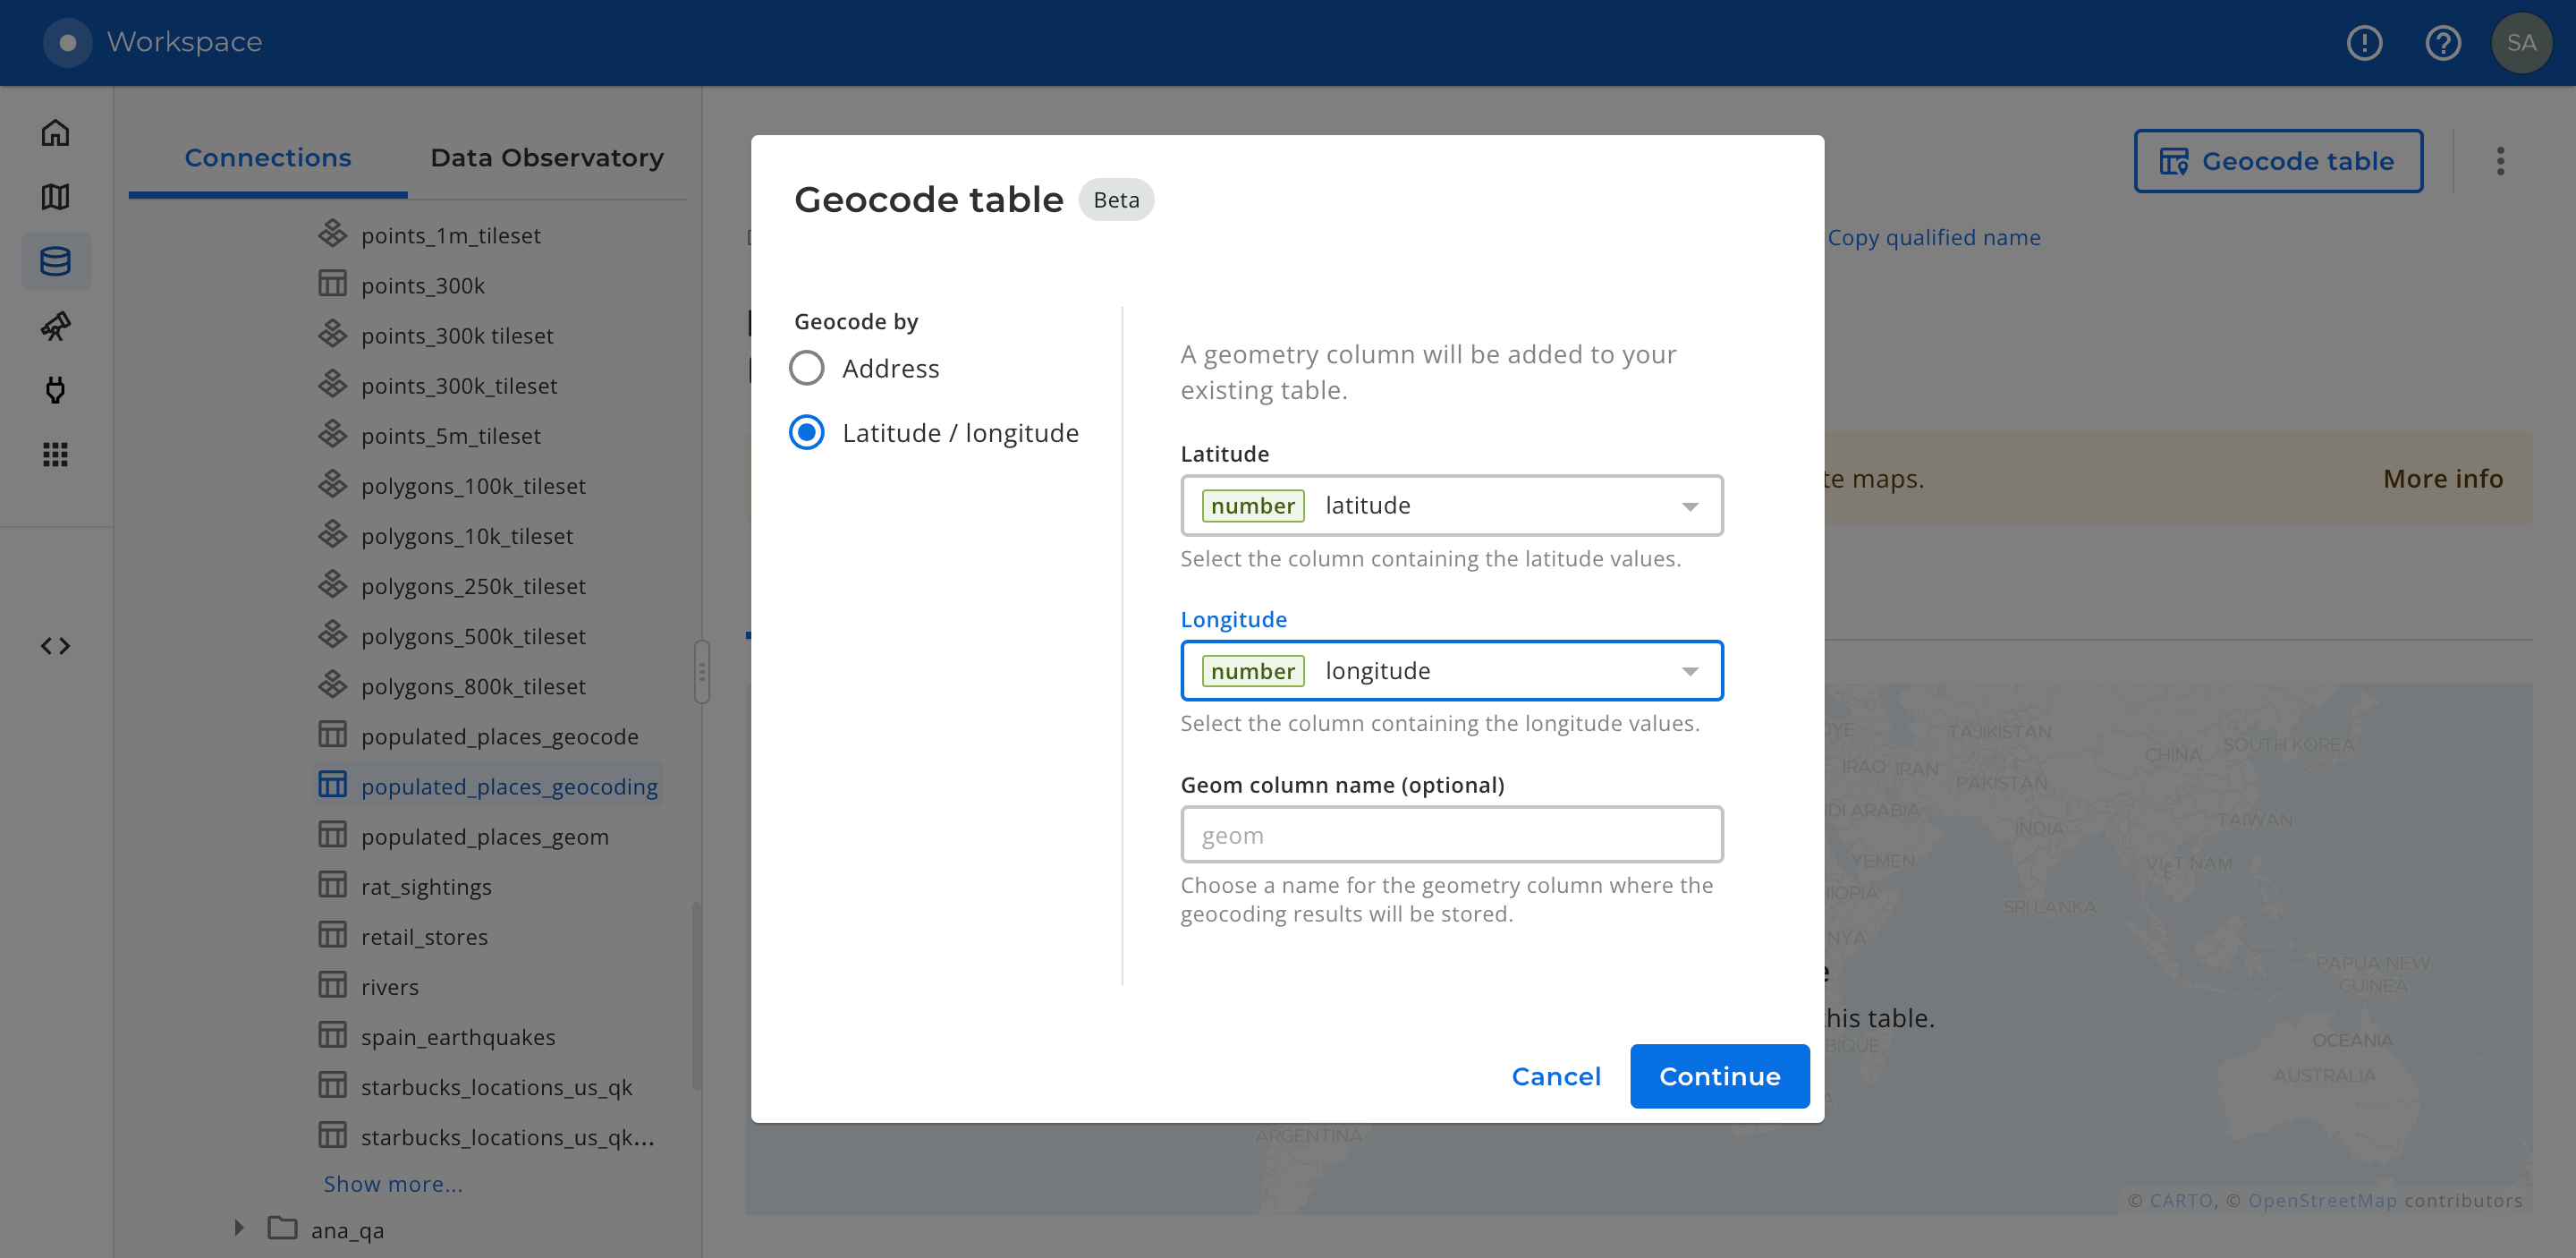 Workspace
SA
Connections
Data Observatory
points_1m_tileset
points_300k
points_300k tileset
points_300k_tileset
points_5m_tileset
polygons_100k_tileset
polygons_10k_tileset
polygons_250k_tileset
polygons_500k_tileset
polygons_800k_tileset
populated_places_geocode
populated_places_geocoding
populated_places_geom
rat_sightings
retail_stores
rivers
spain_earthquakes
starbucks_locations_us_qk
starbucks_locations_us_qk...
Show more...
ana_qa
Geocode table
Copy qualified name
te maps.
More info
Geocode table
Beta
Geocode by
Address
Latitude / longitude
A geometry column will be added to your
existing table.
Latitude
number latitude
Select the column containing the latitude values.
Longitude
number longitude
Select the column containing the longitude values.
Geom column name (optional)
geom
Choose a name for the geometry column where the
geocoding results will be stored.
Cancel
Continue
TAJIKISTAN
CHINA
SOUTH KOREA
IRAQ
IRAN
PAKISTAN
INDIA
TAIWAN
YEMEN
VIET NAM
SRI LANKA
PAPUA NEW
GUINEA
his table.
OCEANIA
AUSTRALIA
ARGENTINA
© CARTO, © OpenStreetMap contributors